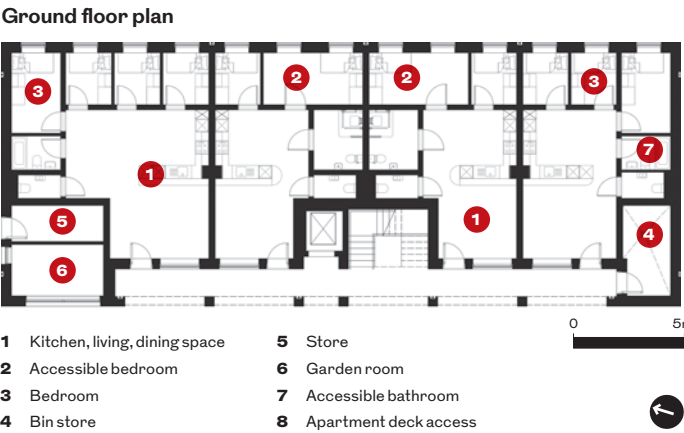 Ground floor plan
3
2
2
3
1
7
5
1
4
6
0 5m
1 Kitchen, living, dining space
2 Accessible bedroom
3 Bedroom
4 Bin store
5 Store
6 Garden room
7 Accessible bathroom
8 Apartment deck access